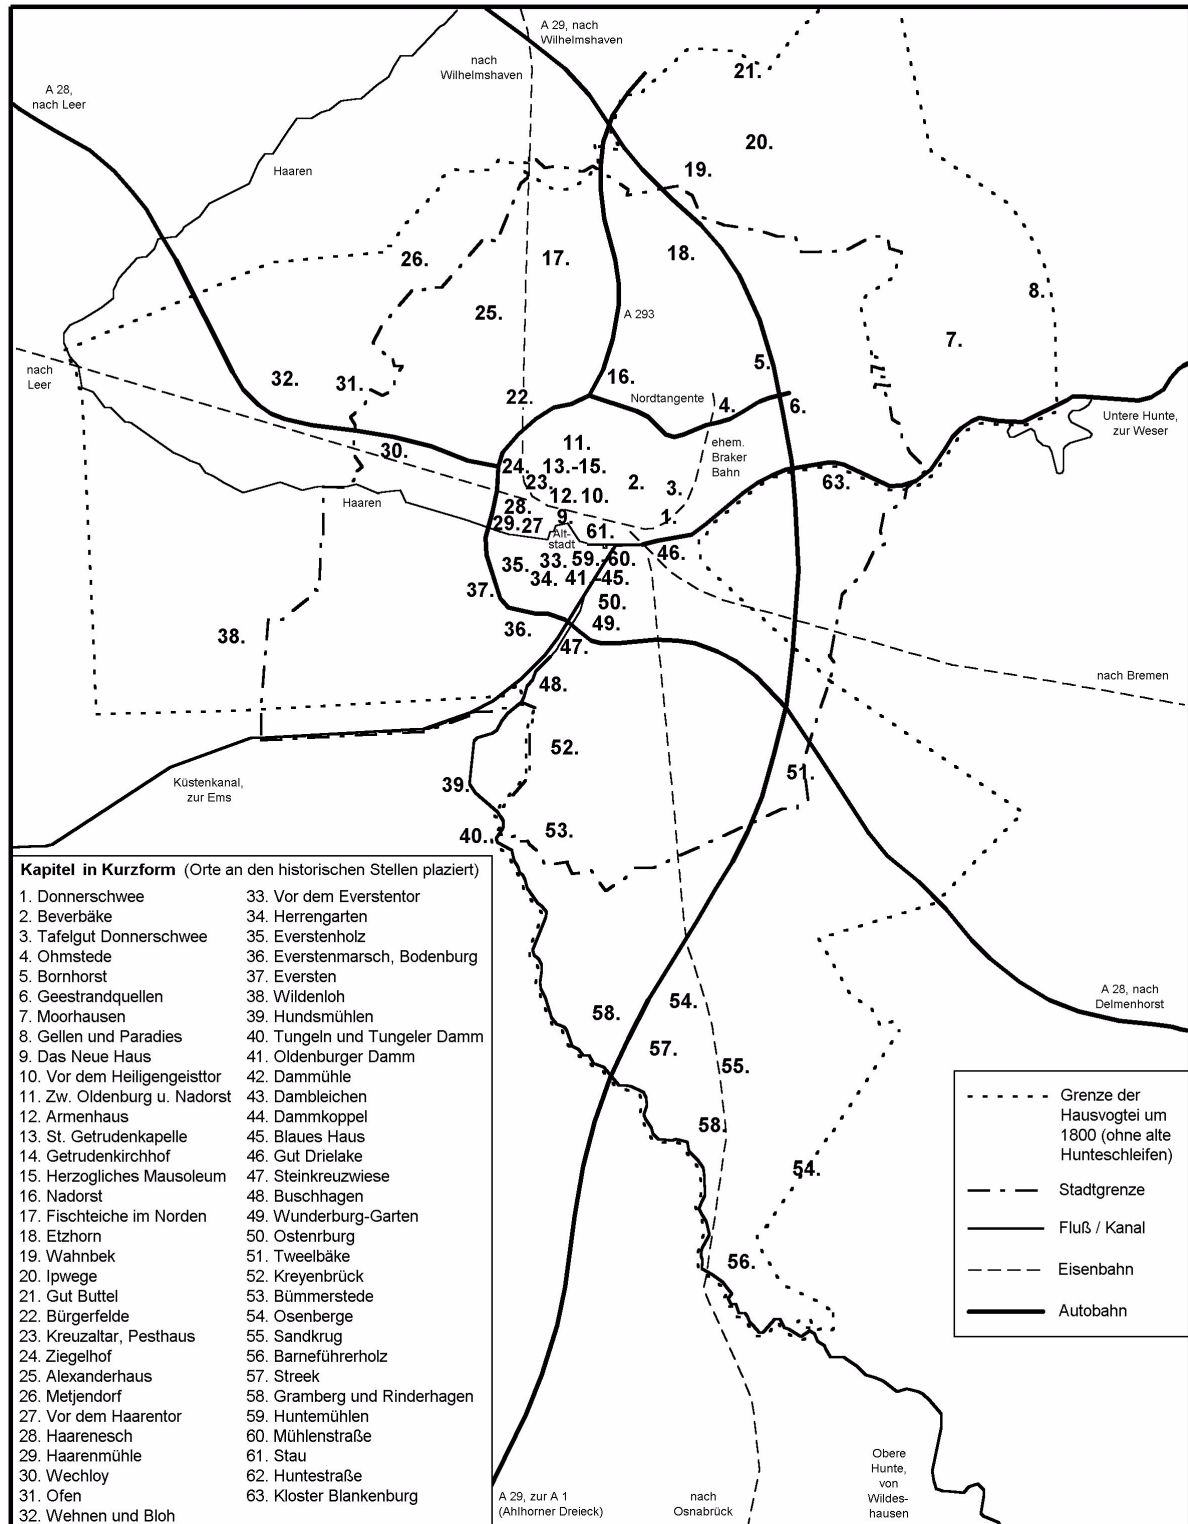 A 29, nach
Wilhelmshaven
nach
Wilhelmshaven
21.
A 28,
nach Leer
20.
Haaren
19.
26.
17.
18.
8.
25.
A 293
7.
5.
nach
Leer
32.
31.
16.
22.
Nordtangente
4.
6.
Untere Hunte,
zur Weser
30.
11.
ehem.
Braker
Bahn
24.
13.-15.
23.
2.
3.
63.
Haaren
28.
12.
10.
29.
27
9.
Alt-
stadt
61.
1.
46.
35.
33.
59.-60.
34.
41.-45.
37.
50.
36.
49.
38.
47.
nach Bremen
48.
52.
Küstenkanal,
zur Ems
39.
51.
40.
53.
Kapitel in Kurzform (Orte an den historischen Stellen plaziert)
1. Donnerschwee
2. Beverbäke
3. Tafelgut Donnerschwee
4. Ohmstede
5. Bornhorst
6. Geestrandquellen
7. Moorhausen
8. Gellen und Paradies
9. Das Neue Haus
10. Vor dem Heiligengeisttor
11. Zw. Oldenburg u. Nadorst
12. Armenhaus
13. St. Getrudenkapelle
14. Getrudenkirchhof
15. Herzogliches Mausoleum
16. Nadorst
17. Fischteiche im Norden
18. Etzhorn
19. Wahnbek
20. Ipwege
21. Gut Buttel
22. Bürgerfelde
23. Kreuzaltar, Pesthaus
24. Ziegelhof
25. Alexanderhaus
26. Metjendorf
27. Vor dem Haarentor
28. Haarenesch
29. Haarenmühle
30. Wechloy
31. Ofen
32. Wehnen und Bloh
33. Vor dem Everstentor
34. Herrengarten
35. Everstenholz
36. Everstenmarsch, Bodenburg
37. Eversten
38. Wildenloh
39. Hundsmühlen
40. Tungeln und Tungeler Damm
41. Oldenburger Damm
42. Dammühle
43. Dambleichen
44. Dammkoppel
45. Blaues Haus
46. Gut Drielake
47. Steinkreuzwiese
48. Buschhagen
49. Wunderburg-Garten
50. Ostenrburg
51. Tweelbäke
52. Kreyenbrück
53. Bümmerstede
54. Osenberge
55. Sandkrug
56. Barneführerholz
57. Streek
58. Gramberg und Rinderhagen
59. Huntemühlen
60. Mühlenstraße
61. Stau
62. Huntestraße
63. Kloster Blankenburg
A 28, nach
Delmenhorst
54.
58.
57.
55.
58.
54.
56.
Grenze der
Hausvogtei um
1800 (ohne alte
Hunteschleifen)
Stadtgrenze
Fluß / Kanal
Eisenbahn
Autobahn
A 29, zur A 1
(Ahlhorner Dreieck)
nach
Osnabrück
Obere
Hunte,
von
Wildes-
hausen